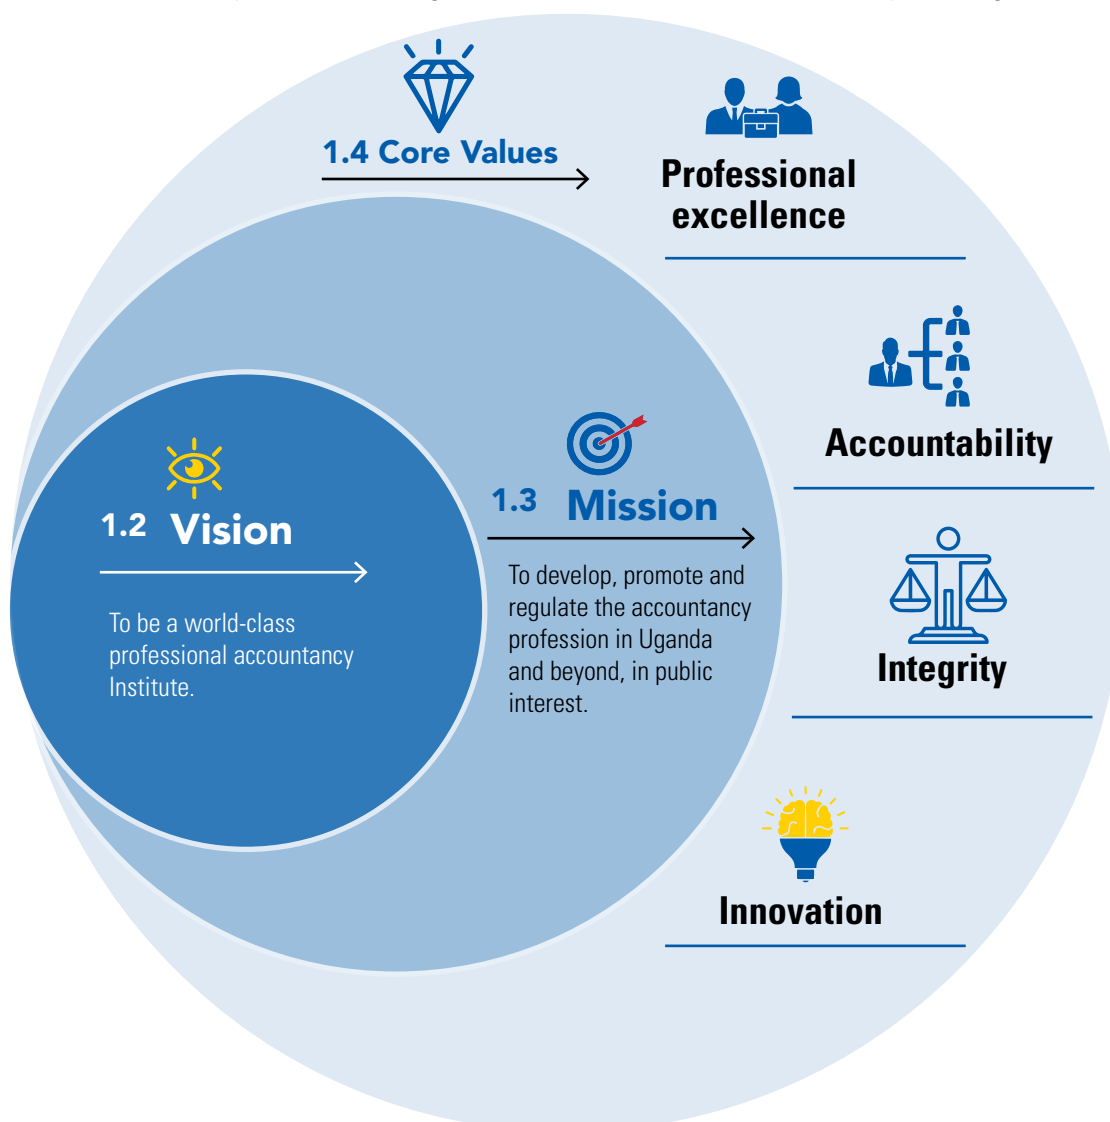 1.4 Core Values
Professional
excellence
Accountability
Integrity
Innovation
1.3 Mission
To develop, promote and
regulate the accountancy
profession in Uganda
and beyond, in public
interest.
1.2 Vision
To be a world-class
professional accountancy
Institute.